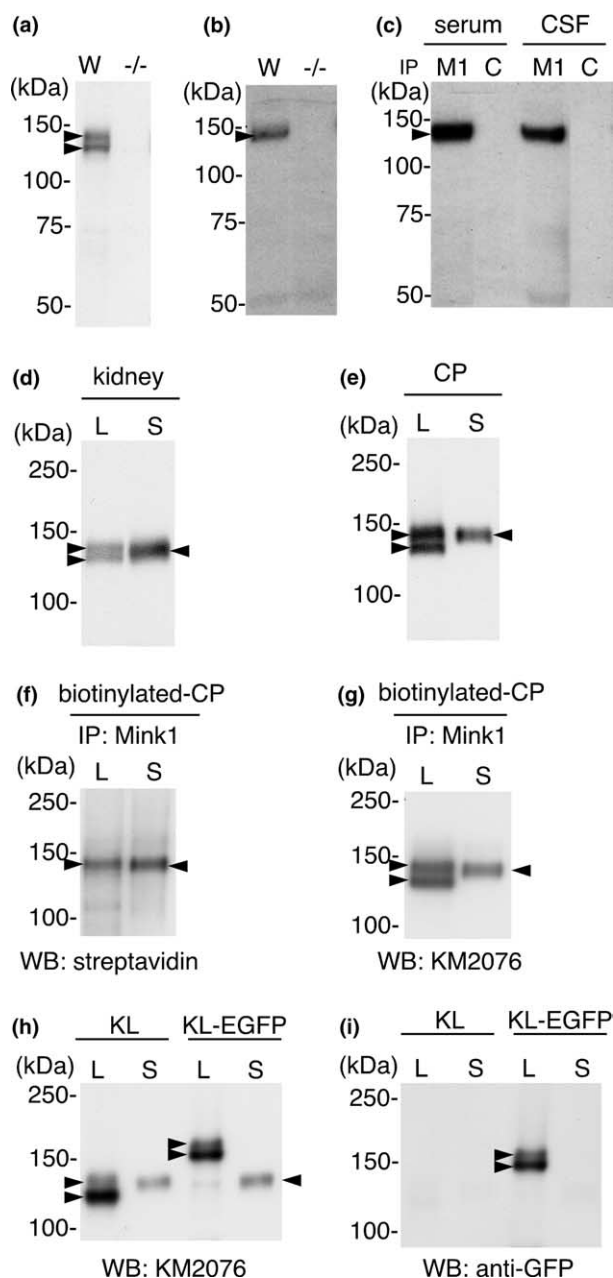 (a)
W -/-
(kDa)
150-
100-
75-
50-
(b)
W -/-
(kDa)
150-
100-
75-
50-
(c) serum CSF
IP M1 C M1 C
(kDa)
150-
100-
75-
50-
(d) kidney
(kDa) L S
250-
150-
100-
(e) CP
(kDa) L S
250-
150-
100-
(f) biotinylated-CP
IP: Mink1
(kDa) L S
250-
150-
100-
WB: streptavidin
(g) biotinylated-CP
IP: Mink1
(kDa) L S
250-
150-
100-
WB: KM2076
(h) KL KL-EGFP
(kDa) L S L S
250-
150-
100-
WB: KM2076
(i) KL KL-EGFP
(kDa) L S L S
250-
150-
100-
WB: anti-GFP